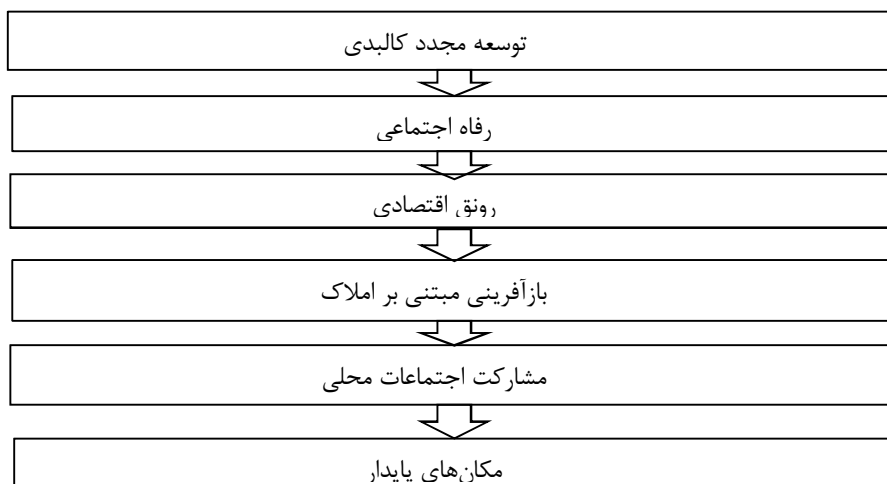 توسعه مجدد کالبدی
رفاه اجتماعی
رونق اقتصادی
بازآفرینی مبتنی بر املاک
مشارکت اجتماعات محلی
مکان‌های پایدار